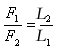 F₁/F₂ = L₂/L₁